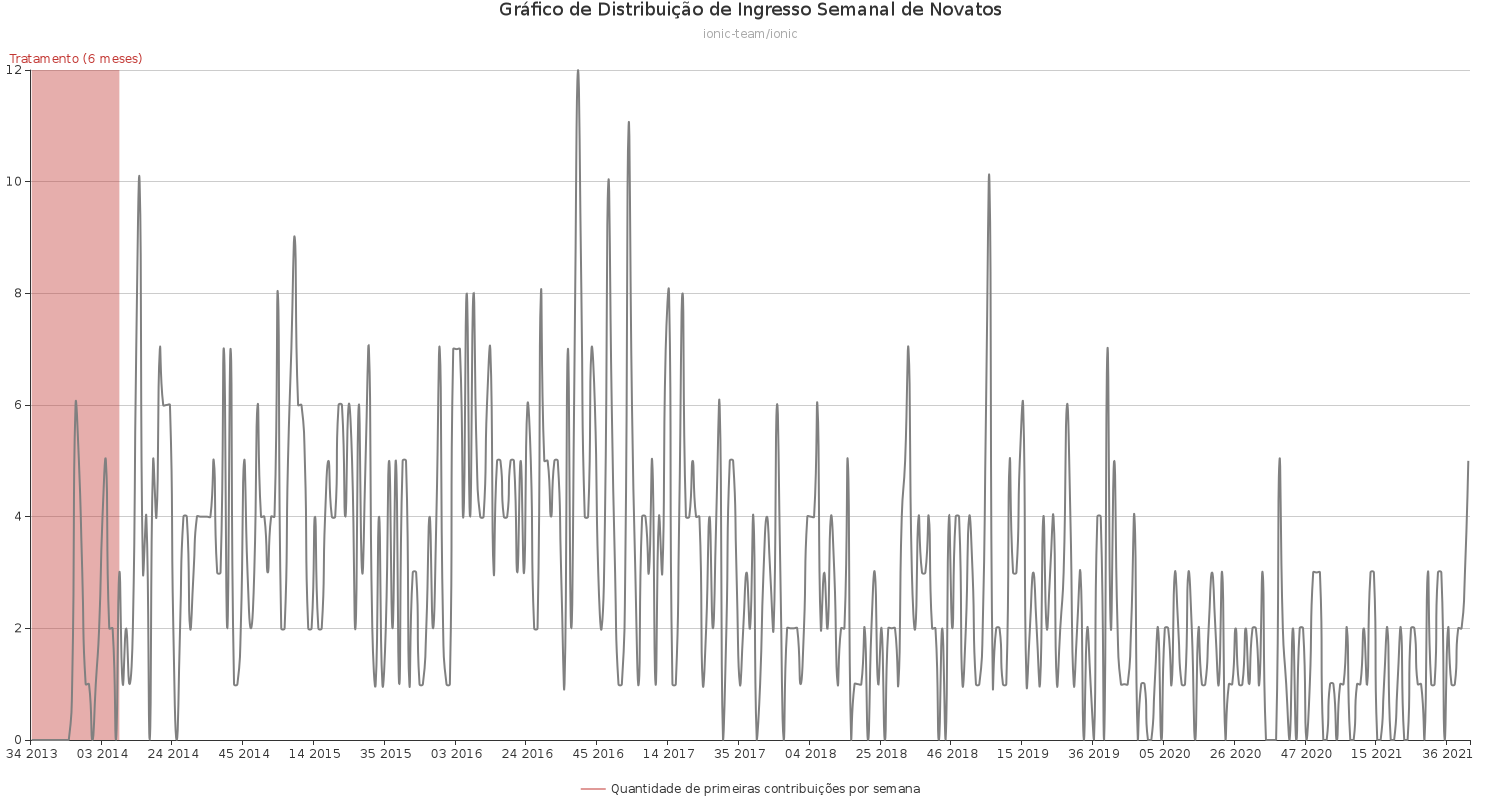 Gráfico de Distribuição de Ingresso Semanal de Novatos
ionic-team/ionic
Tratamento (6 meses)
12
10
8
6
4
2
0
34 2013 03 2014 24 2014 45 2014 14 2015 35 2015 03 2016 24 2016 45 2016 14 2017 35 2017 04 2018 25 2018 46 2018 15 2019 36 2019 05 2020 26 2020 47 2020 15 2021 36 2021
Quantidade de primeiras contribuições por semana